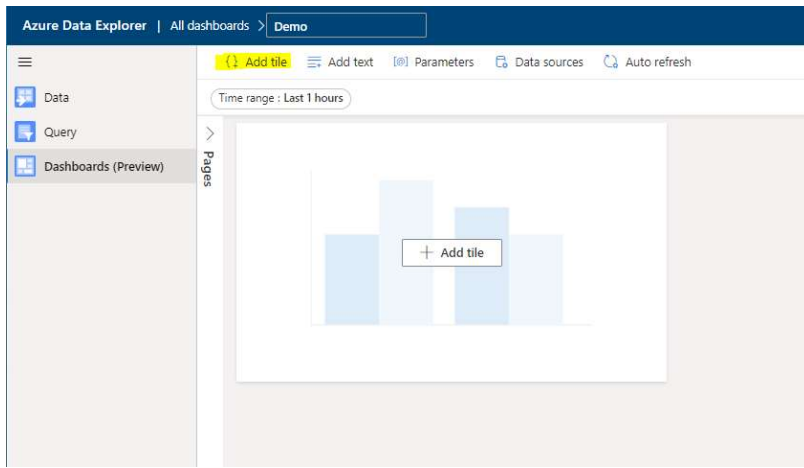 Azure Data Explorer | All dashboards > Demo
Add tile Add text Parameters Data sources Auto refresh
Time range : Last 1 hours
Data
Query
Dashboards (Preview)
Pages
+ Add tile